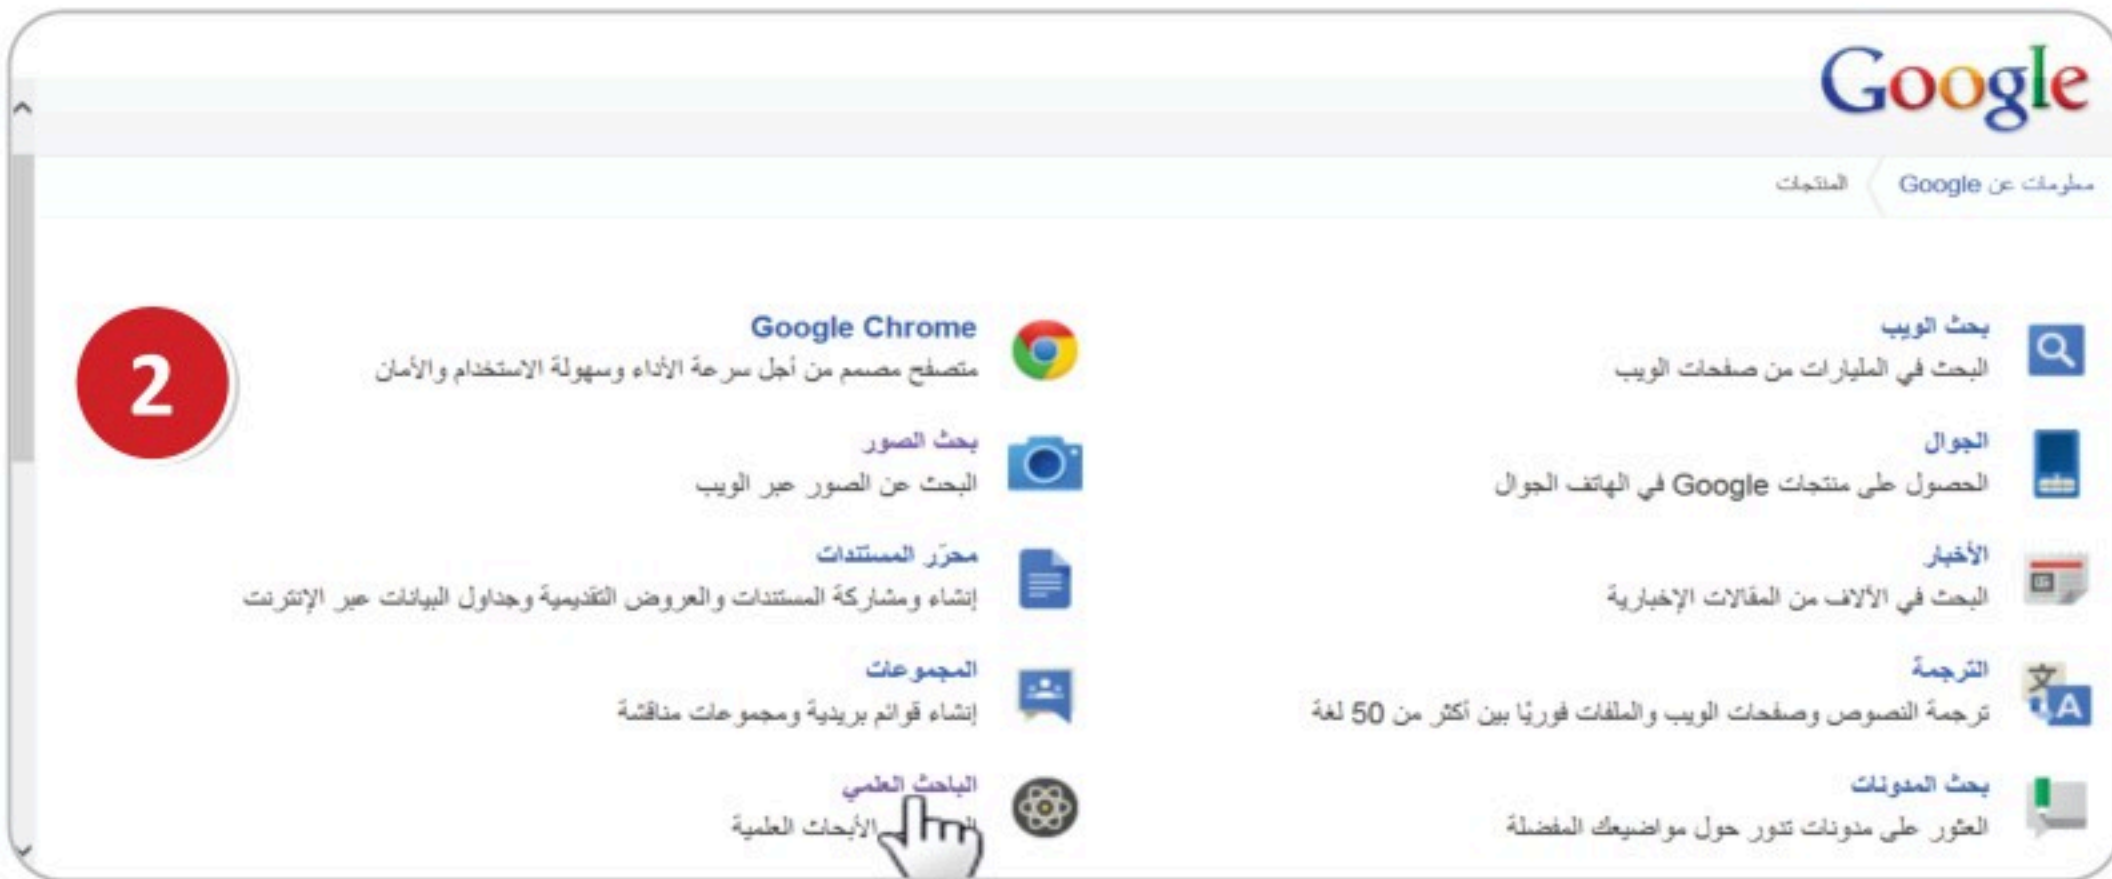 Google
معلومات عن Google
المنتجات
بحث الويب
البحث في المليارات من صفحات الويب
الجوال
الحصول على منتجات Google في الهاتف الجوال
الأخبار
البحث في الآلاف من المقالات الإخبارية
الترجمة
ترجمة النصوص وصفحات الويب والملفات فوريًا بين أكثر من 50 لغة
بحث المدونات
العثور على مدونات تدور حول مواضيعك المفضلة
Google Chrome
متصفح مصمم من أجل سرعة الأداء وسهولة الاستخدام والأمان
بحث الصور
البحث عن الصور عبر الويب
محرّر المستندات
إنشاء ومشاركة المستندات والعروض التقديمية وجداول البيانات عبر الإنترنت
المجموعات
إنشاء قوائم بريدية ومجموعات مناقشة
الباحث العلمي
الأبحاث العلمية
2